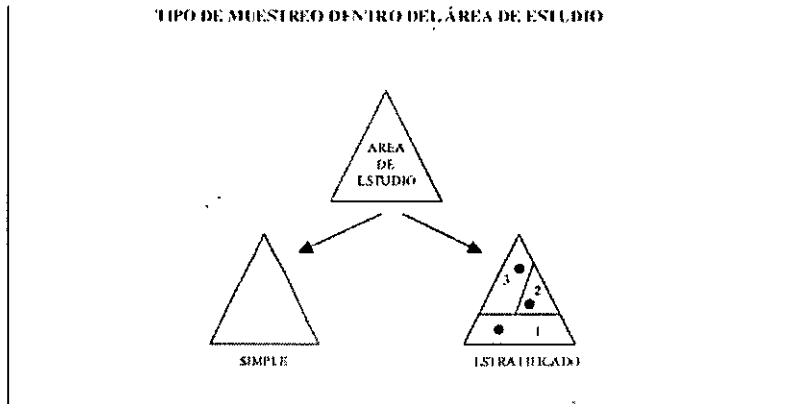 TIPO DE MUESTREO DENTRO DEL ÁREA DE ESTUDIO
AREA
DE
ESTUDIO
3
2
1
SIMPLE
ESTRATIFICADO